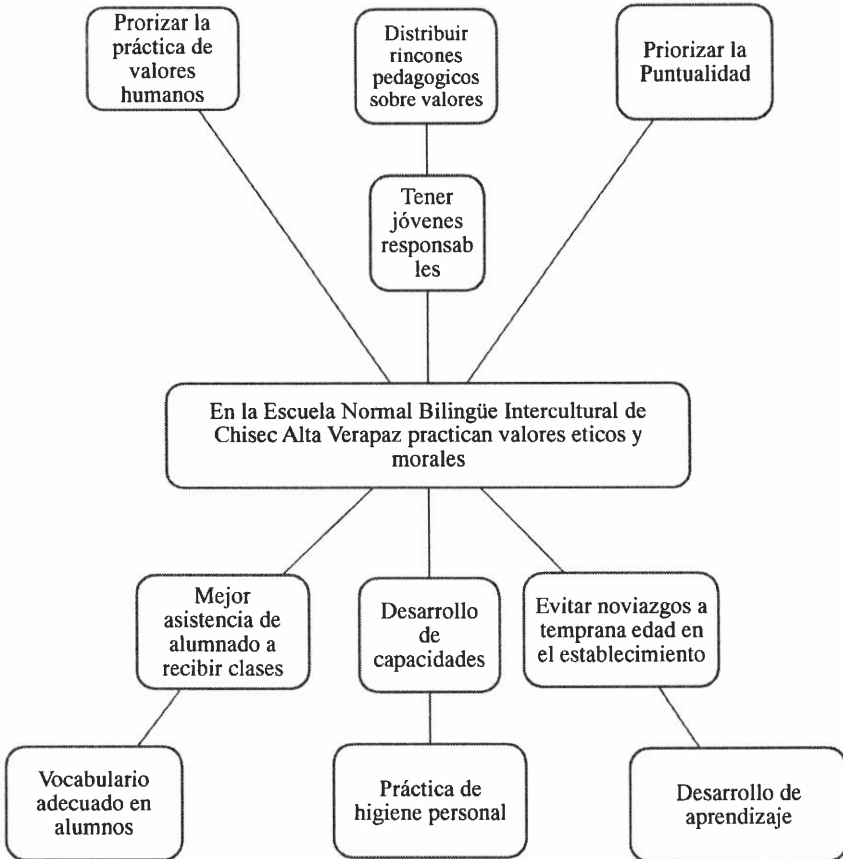 Prorizar la
práctica de
valores
humanos
Distribuir
rincones
pedagogicos
sobre valores
Priorizar la
Puntualidad
Tener
jóvenes
responsab
les
En la Escuela Normal Bilingüe Intercultural de
Chisec Alta Verapaz practican valores eticos y
morales
Mejor
asistencia de
alumnado a
recibir clases
Desarrollo
de
capacidades
Evitar noviazgos a
temprana edad en
el establecimiento
Vocabulario
adecuado en
alumnos
Práctica de
higiene personal
Desarrollo de
aprendizaje